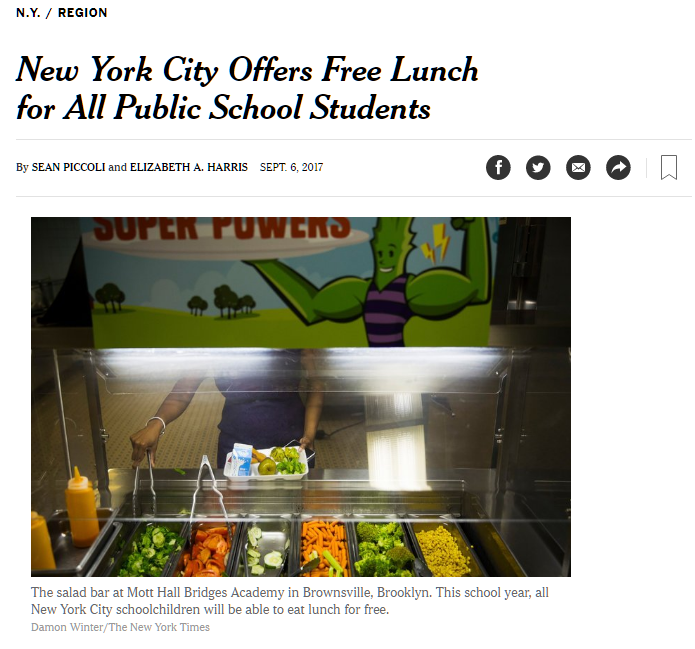 N.Y. / REGION
New York City Offers Free Lunch
for All Public School Students
By SEAN PICCOLI and ELIZABETH A. HARRIS SEPT. 6, 2017
SUPER POWERS
The salad bar at Mott Hall Bridges Academy in Brownsville, Brooklyn. This school year, all
New York City schoolchildren will be able to eat lunch for free.
Damon Winter/The New York Times